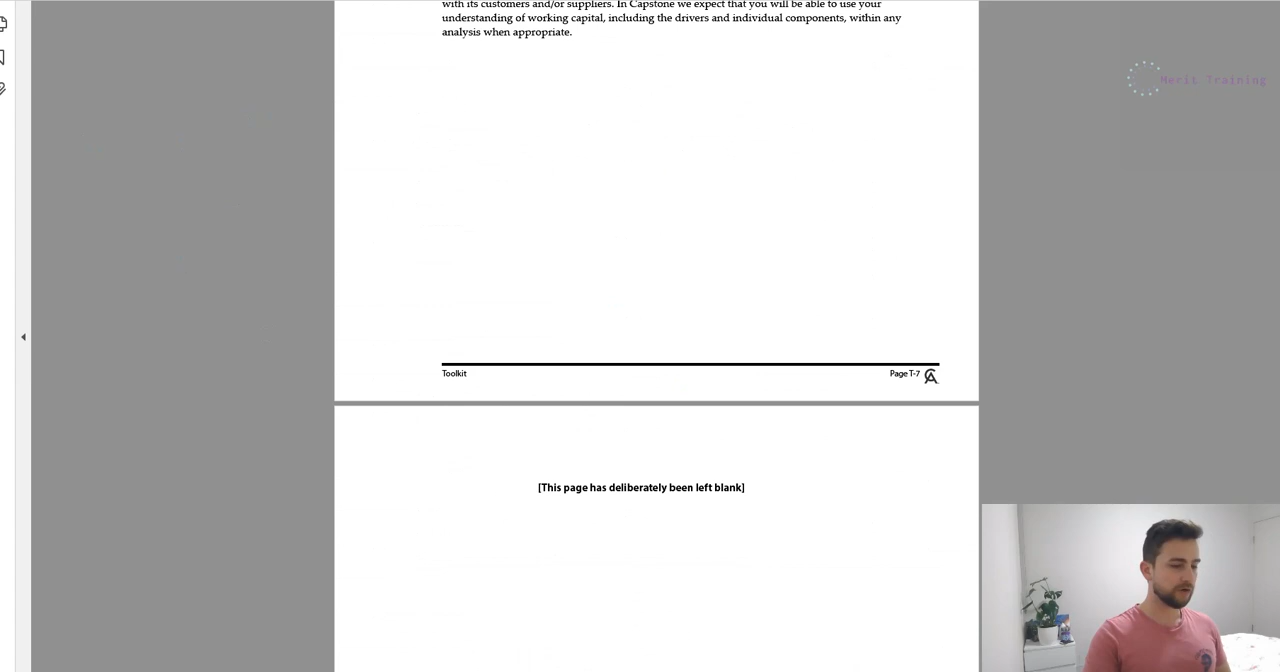 with its customers and/or suppliers. In Capstone we expect that you will be able to use your
understanding of working capital, including the drivers and individual components, within any
analysis when appropriate.
Merit Training
Toolkit
Page T-7
[This page has deliberately been left blank]